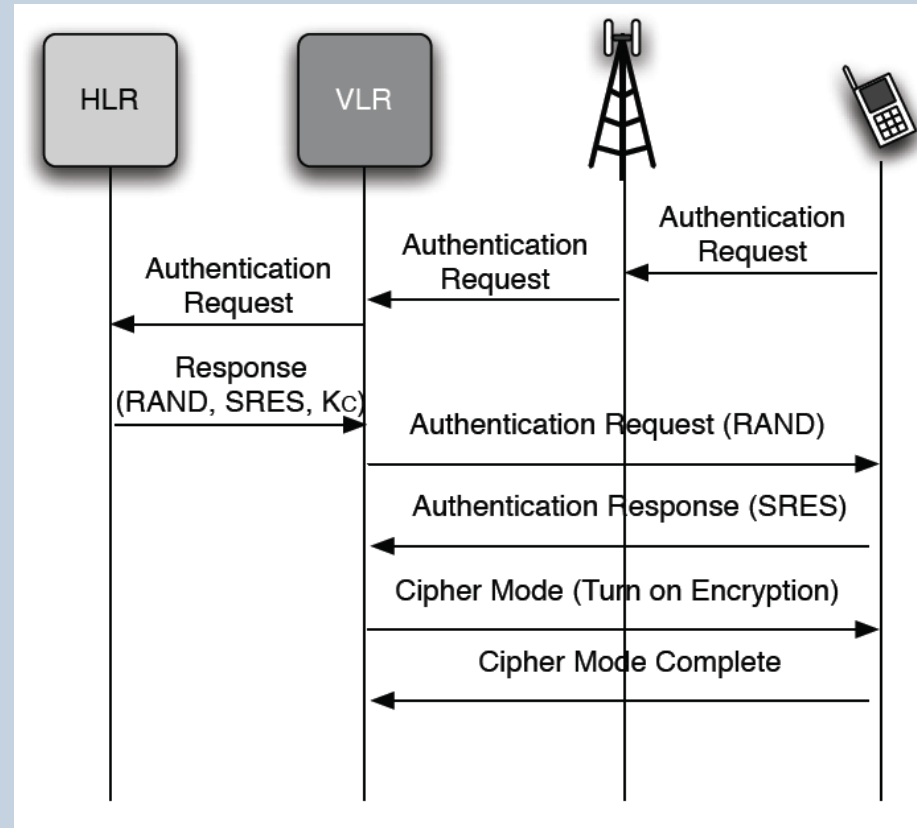 HLR
VLR
Authentication
Request
Authentication
Request
Authentication
Request
Response
(RAND, SRES, Kc)
Authentication Request (RAND)
Authentication Response (SRES)
Cipher Mode (Turn on Encryption)
Cipher Mode Complete